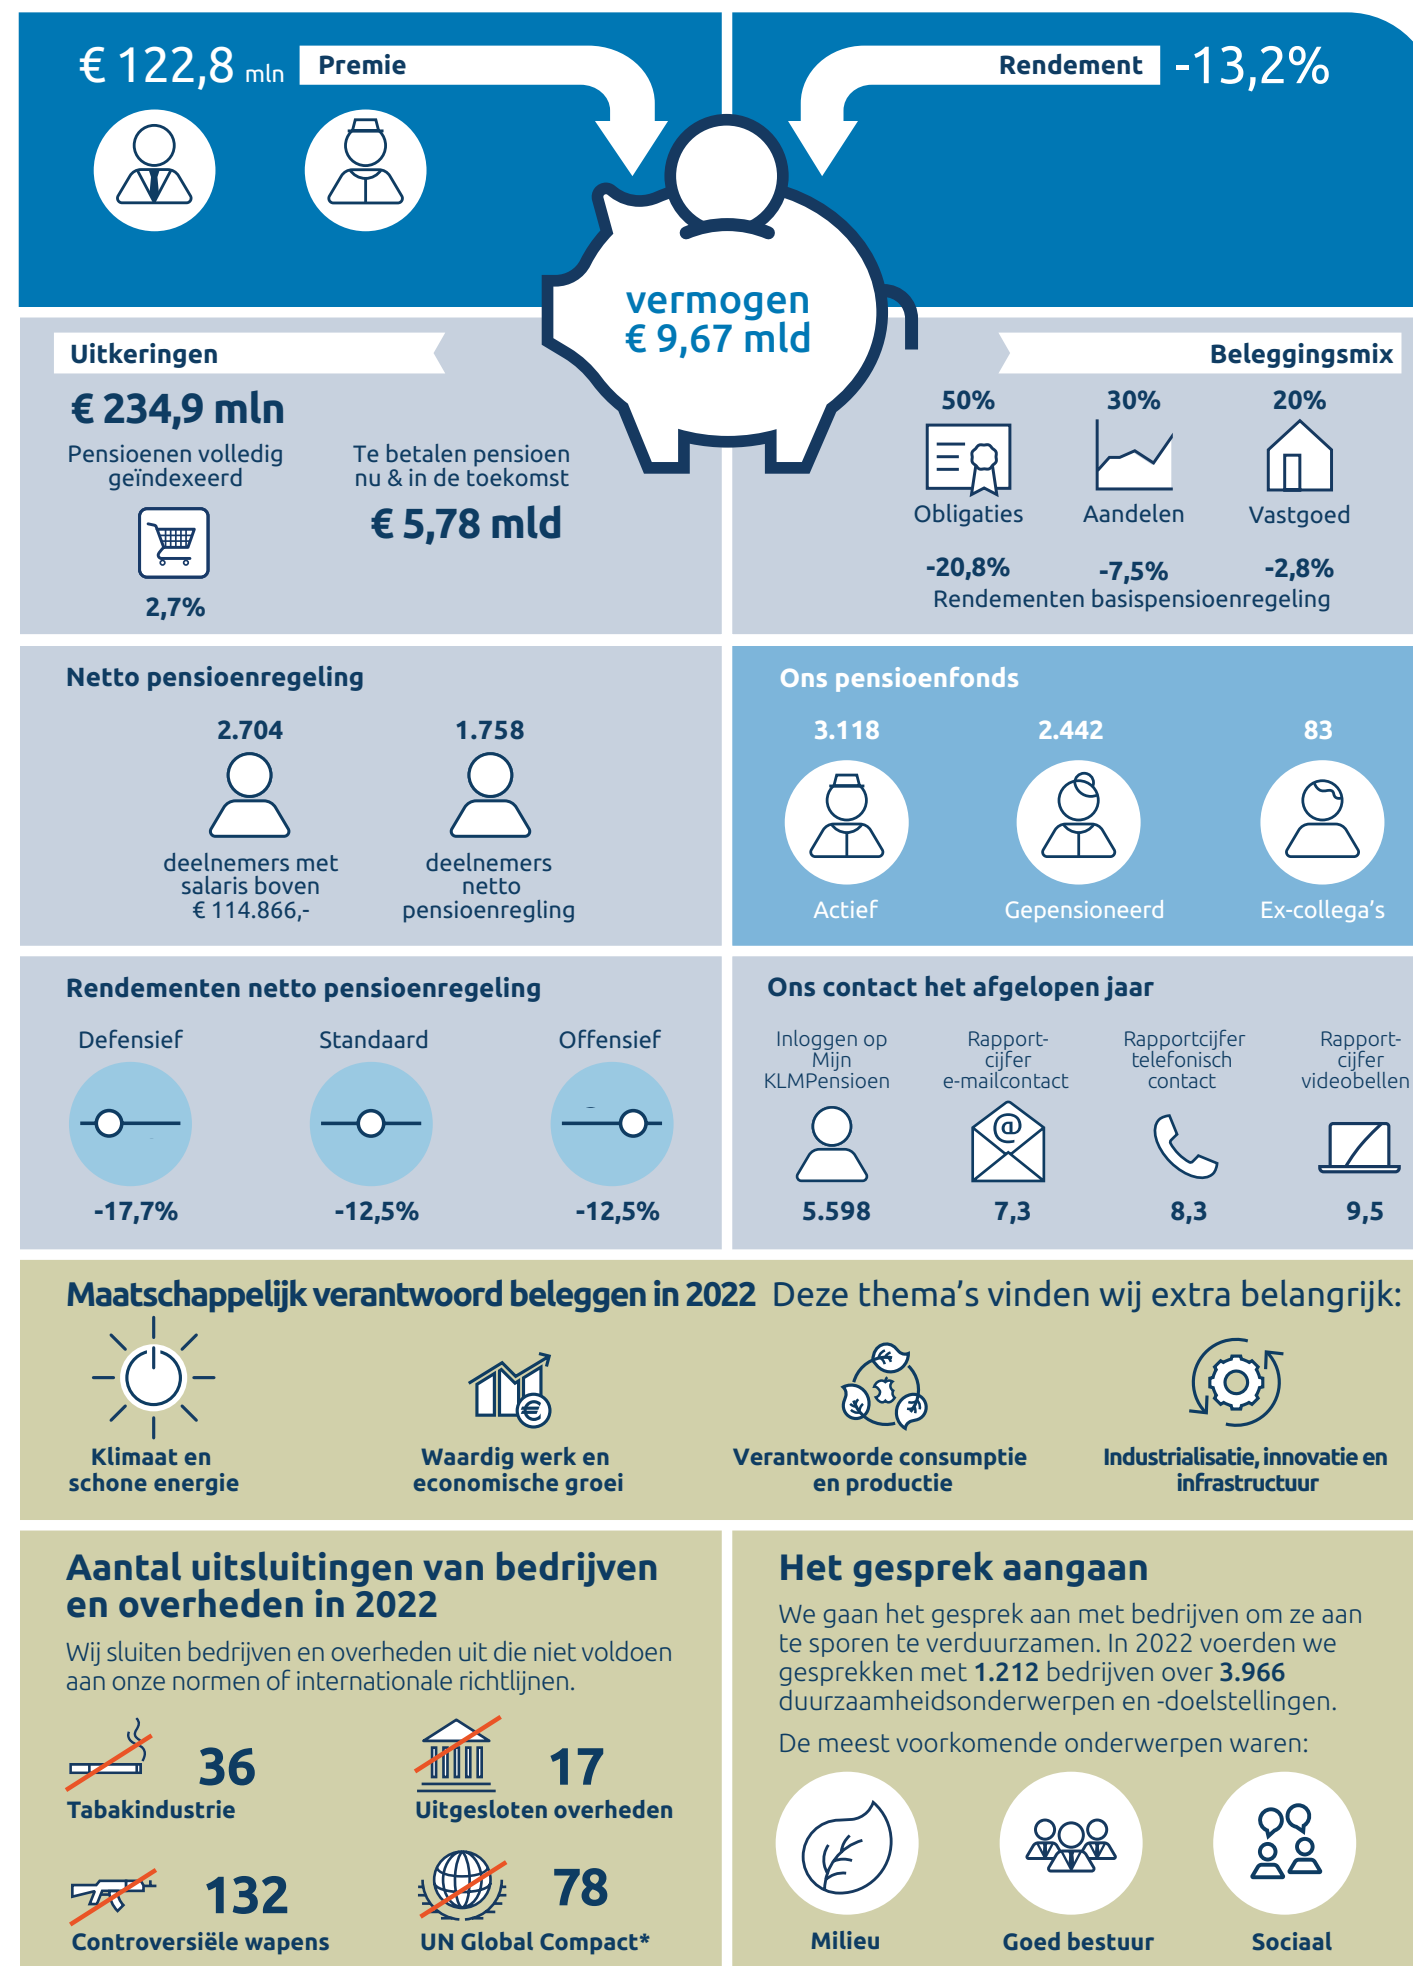 € 122,8 mln
Premie
Rendement
-13,2%
vermogen
€ 9,67 mld
Uitkeringen
€ 234,9 mln
Pensioenen volledig
geïndexeerd
2,7%
Te betalen pensioen
nu & in de toekomst
€ 5,78 mld
Beleggingsmix
50% 30% 20%
Obligaties Aandelen Vastgoed
-20,8% -7,5% -2,8%
Rendementen basispensioenregeling
Netto pensioenregeling
2.704
deelnemers met
salaris boven
€ 114.866,-
1.758
deelnemers
netto
pensioenregling
Ons pensioenfonds
3.118 2.442 83
Actief Gepensioneerd Ex-collega's
Rendementen netto pensioenregeling
Defensief Standaard Offensief
-17,7% -12,5% -12,5%
Ons contact het afgelopen jaar
Inloggen op
Mijn
KLMPensioen
5.598
Rapport-
cijfer
e-mailcontact
@
7,3
Rapportcijfer
telefonisch
contact
8,3
Rapport-
cijfer
videobellen
9,5
Maatschappelijk verantwoord beleggen in 2022 Deze thema's vinden wij extra belangrijk:
Klimaat en
schone energie
€
Waardig werk en
economische groei
Verantwoorde consumptie
en productie
Industrialisatie, innovatie en
infrastructuur
Aantal uitsluitingen van bedrijven
en overheden in 2022
Wij sluiten bedrijven en overheden uit die niet voldoen
aan onze normen of internationale richtlijnen.
36
Tabakindustrie
17
Uitgesloten overheden
132
Controversiële wapens
78
UN Global Compact*
Het gesprek aangaan
We gaan het gesprek aan met bedrijven om ze aan
te sporen te verduurzamen. In 2022 voerden we
gesprekken met 1.212 bedrijven over 3.966
duurzaamheidsonderwerpen en -doelstellingen.
De meest voorkomende onderwerpen waren:
Milieu Goed bestuur Sociaal